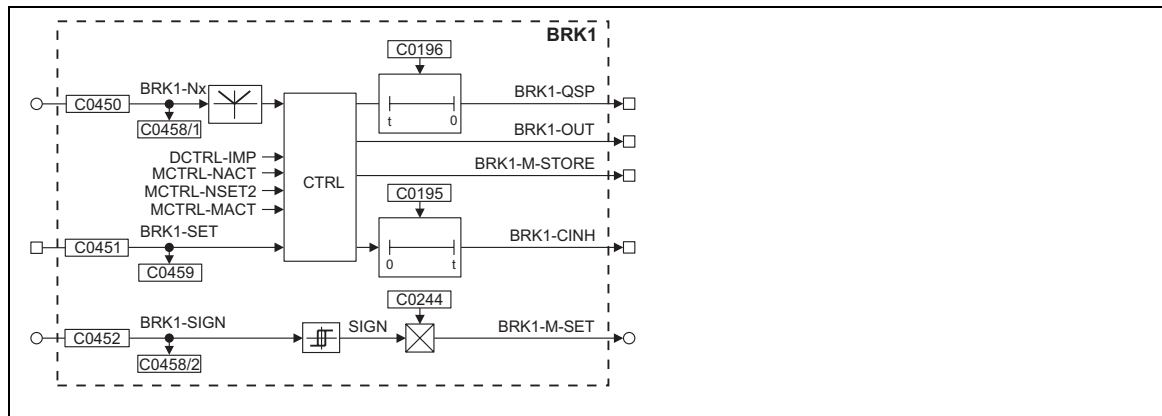 BRK1
C0196
BRK1-Nx
C0450
C0458/1
t 0
BRK1-QSP
BRK1-OUT
BRK1-M-STORE
DCTRL-IMP
MCTRL-NACT
MCTRL-NSET2
MCTRL-MACT
CTRL
C0195
BRK1-SET
C0451
C0459
0 t
BRK1-CINH
C0244
BRK1-SIGN
C0452
C0458/2
SIGN
BRK1-M-SET